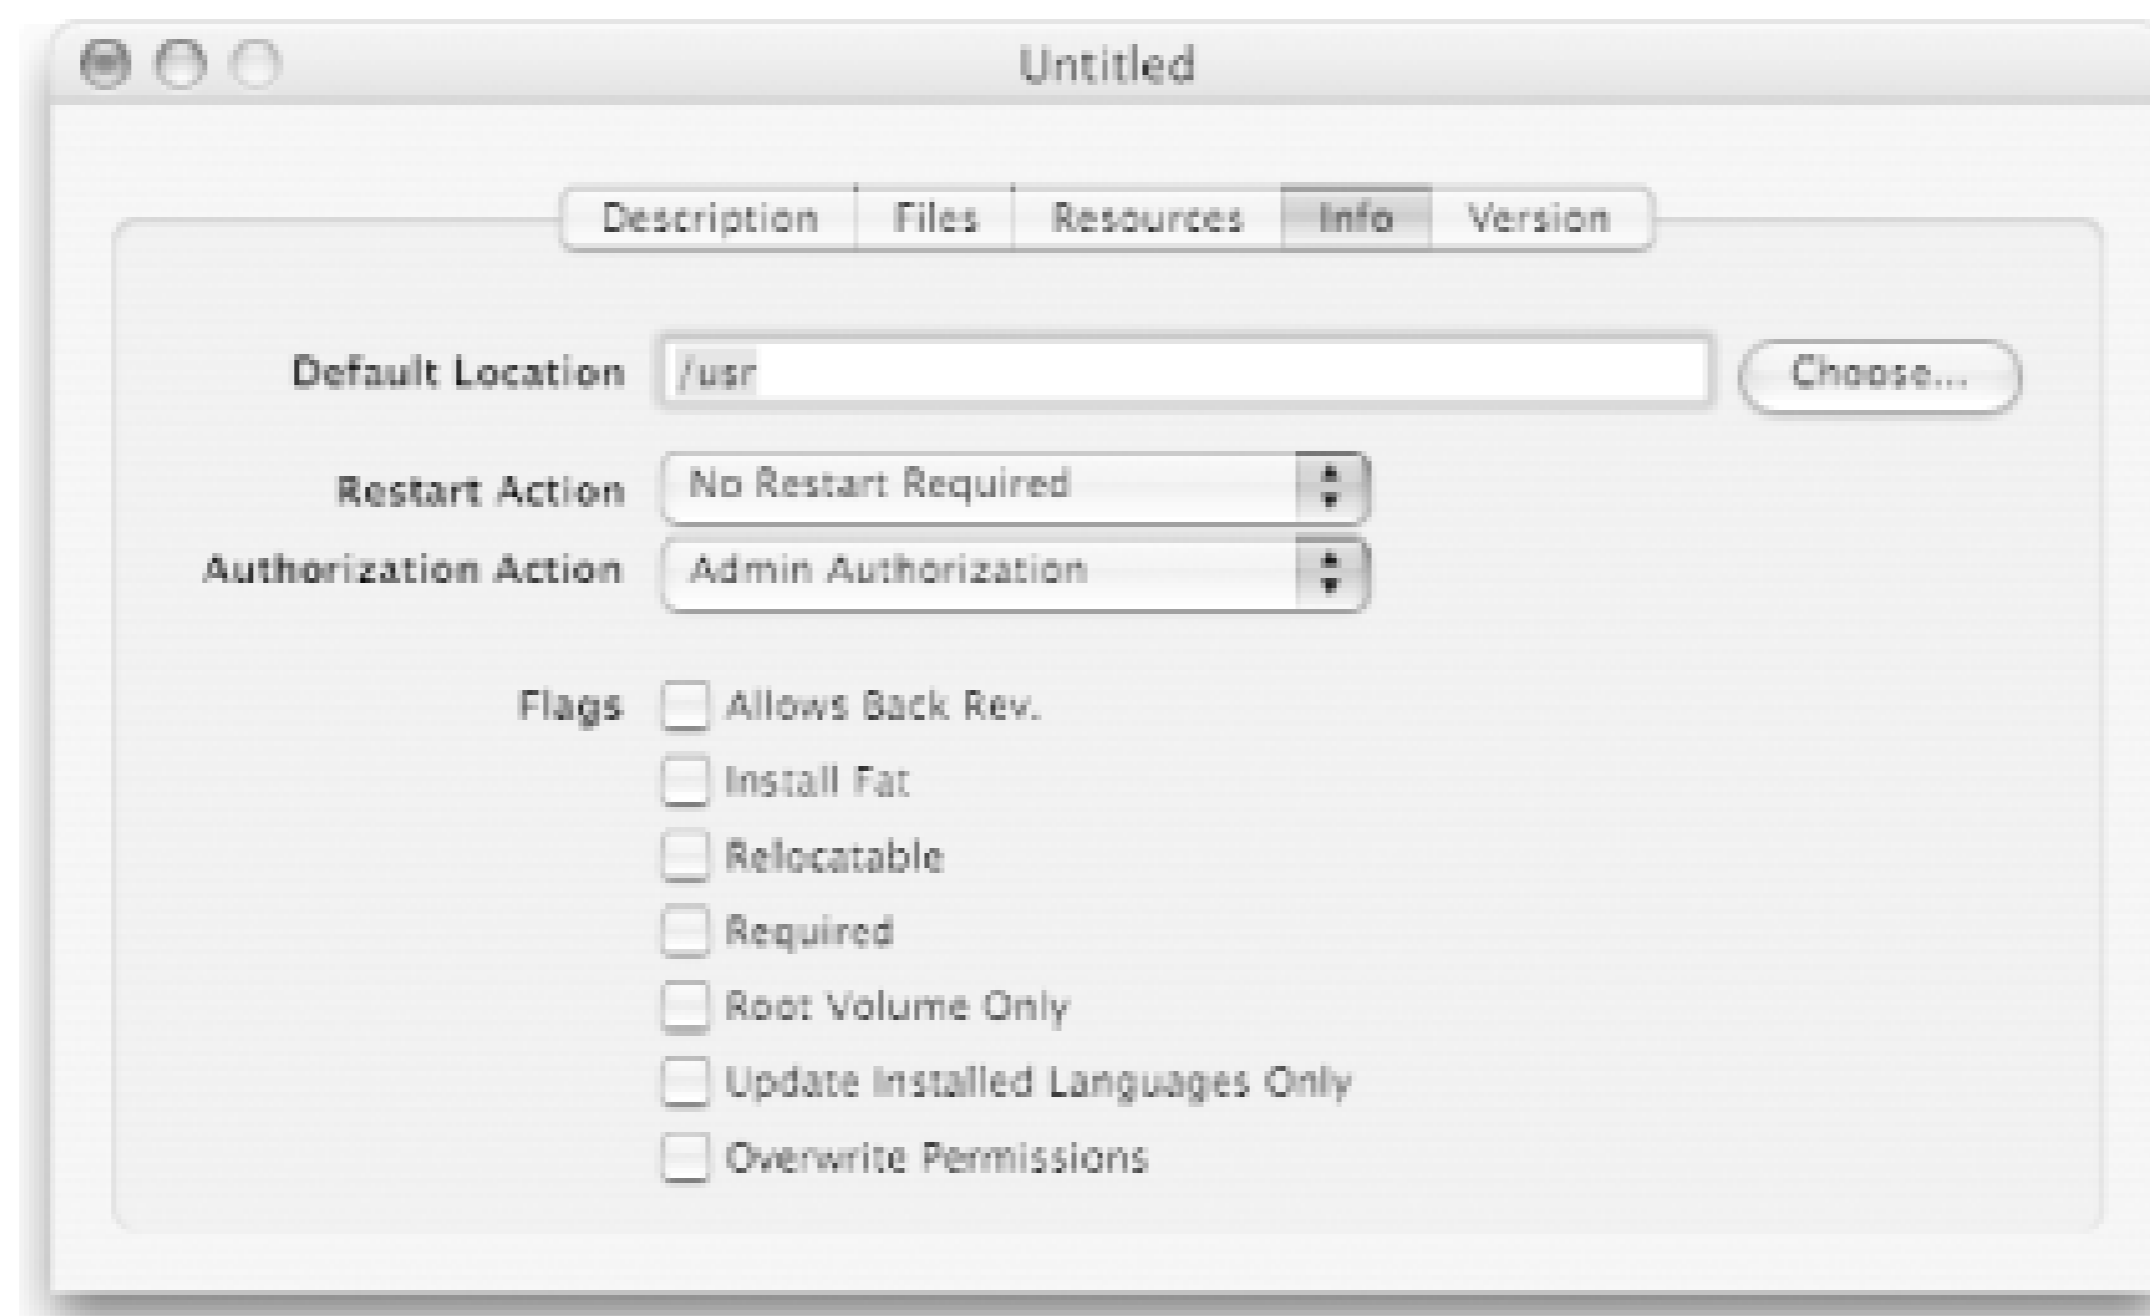 Untitled
Description Files Resources Info Version
Default Location /usr Choose...
Restart Action No Restart Required
Authorization Action Admin Authorization
Flags Allows Back Rev.
Install Fat
Relocatable
Required
Root Volume Only
Update Installed Languages Only
Overwrite Permissions